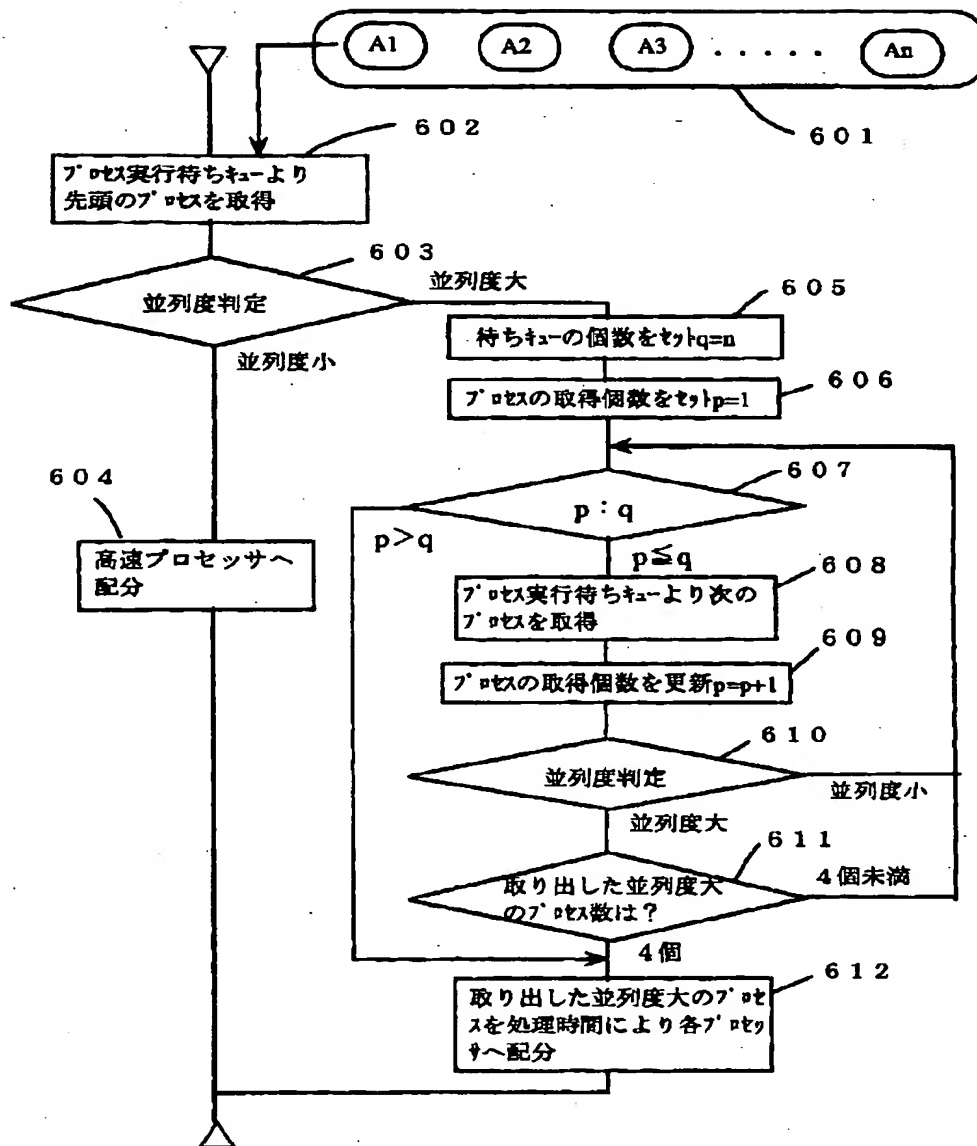 A1 A2 A3 ..... An
601
602
プロセス実行待ちキューより
先頭のプロセスを取得
603
並列度判定
並列度大
並列度小
604
高速プロセッサへ
配分
605
待ちキューの個数をセットq=n
606
プロセスの取得個数をセットp=1
607
p:q
p>q
p≦q
608
プロセス実行待ちキューより次の
プロセスを取得
609
プロセスの取得個数を更新p=p+1
610
並列度判定
並列度小
並列度大
611
取り出した並列度大
のプロセス数は?
4個未満
4個
612
取り出した並列度大のプロセ
スを処理時間により各プロセッ
サへ配分